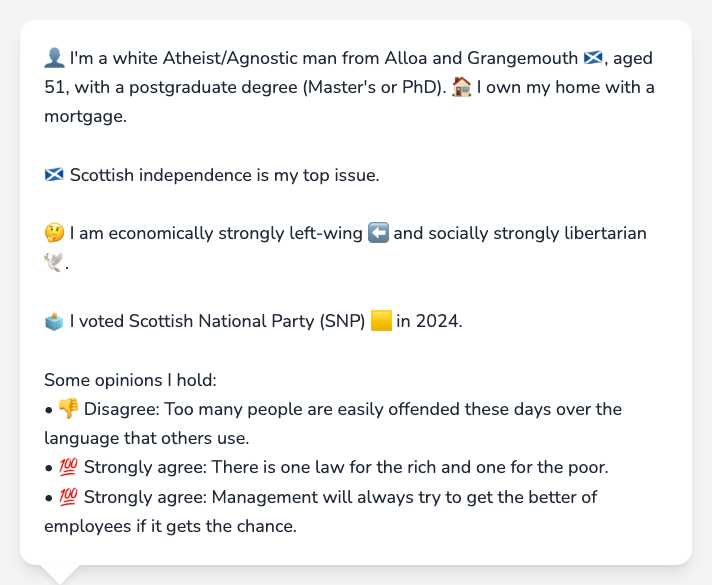 👤 I'm a white Atheist/Agnostic man from Alloa and Grangemouth 🏴󠁧󠁢󠁳󠁣󠁴󠁿, aged
51, with a postgraduate degree (Master's or PhD). 🏠 I own my home with a
mortgage.
🏴󠁧󠁢󠁳󠁣󠁴󠁿 Scottish independence is my top issue.
🤔 I am economically strongly left-wing ⬅️ and socially strongly libertarian
🕊️.
🗳️ I voted Scottish National Party (SNP) 🟨 in 2024.
Some opinions I hold:
• 👎 Disagree: Too many people are easily offended these days over the
language that others use.
• 💯 Strongly agree: There is one law for the rich and one for the poor.
• 💯 Strongly agree: Management will always try to get the better of
employees if it gets the chance.